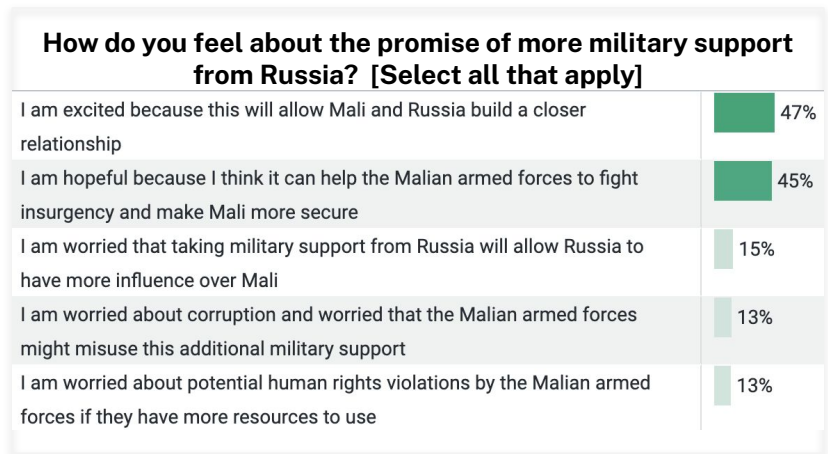 How do you feel about the promise of more military support
from Russia? [Select all that apply]
I am excited because this will allow Mali and Russia build a closer
relationship
47%
I am hopeful because I think it can help the Malian armed forces to fight
insurgency and make Mali more secure
45%
I am worried that taking military support from Russia will allow Russia to
have more influence over Mali
15%
I am worried about corruption and worried that the Malian armed forces
might misuse this additional military support
13%
I am worried about potential human rights violations by the Malian armed
forces if they have more resources to use
13%